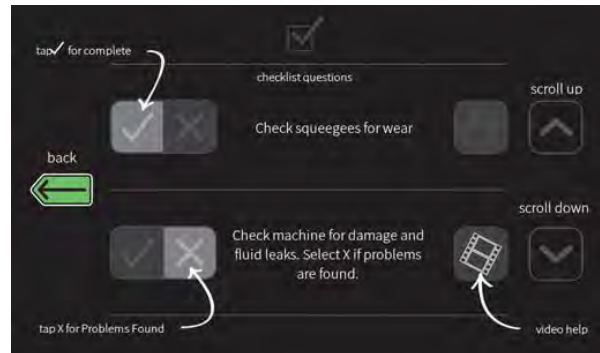 tap✓ for complete
checklist questions
scroll up
Check squeegees for wear
back
scroll down
Check machine for damage and
fluid leaks. Select X if problems
are found.
tap X for Problems Found
video help